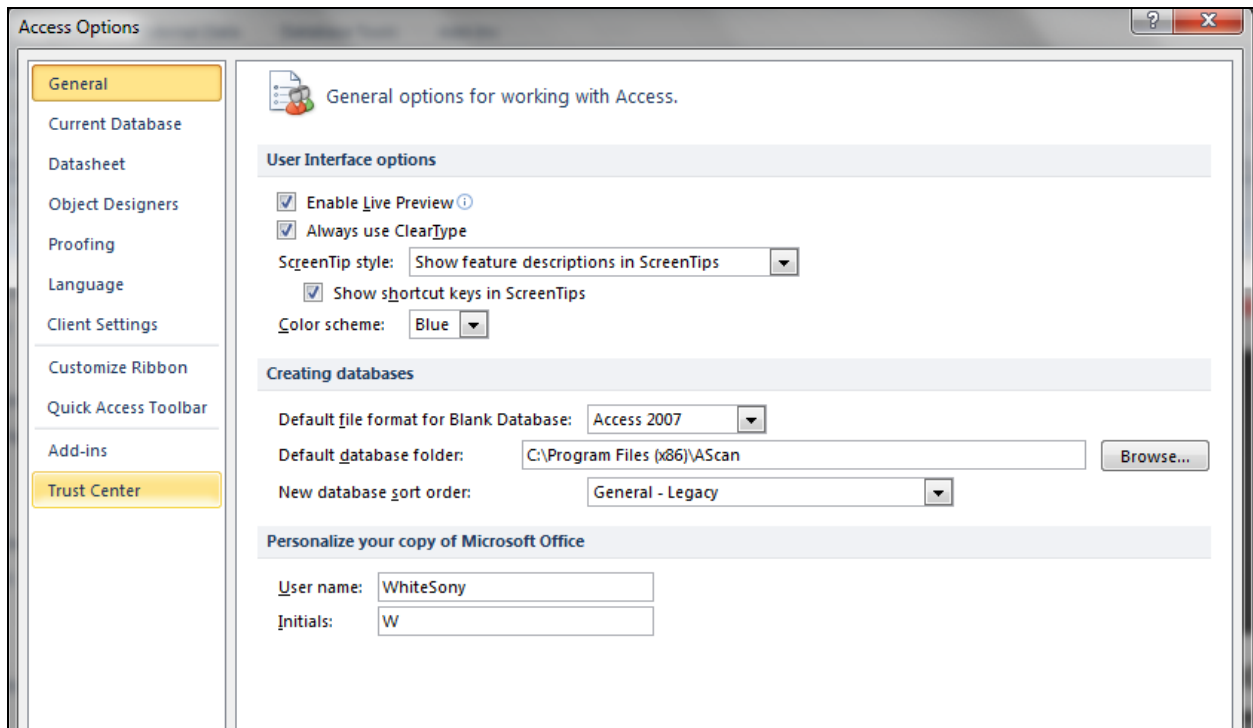 Access Options
General
Current Database
Datasheet
Object Designers
Proofing
Language
Client Settings
Customize Ribbon
Quick Access Toolbar
Add-ins
Trust Center
General options for working with Access.
User Interface options
Enable Live Preview
Always use ClearType
ScreenTip style: Show feature descriptions in ScreenTips
Show shortcut keys in ScreenTips
Color scheme: Blue
Creating databases
Default file format for Blank Database: Access 2007
Default database folder: C:\Program Files (x86)\AScan Browse...
New database sort order: General - Legacy
Personalize your copy of Microsoft Office
User name: WhiteSony
Initials: W